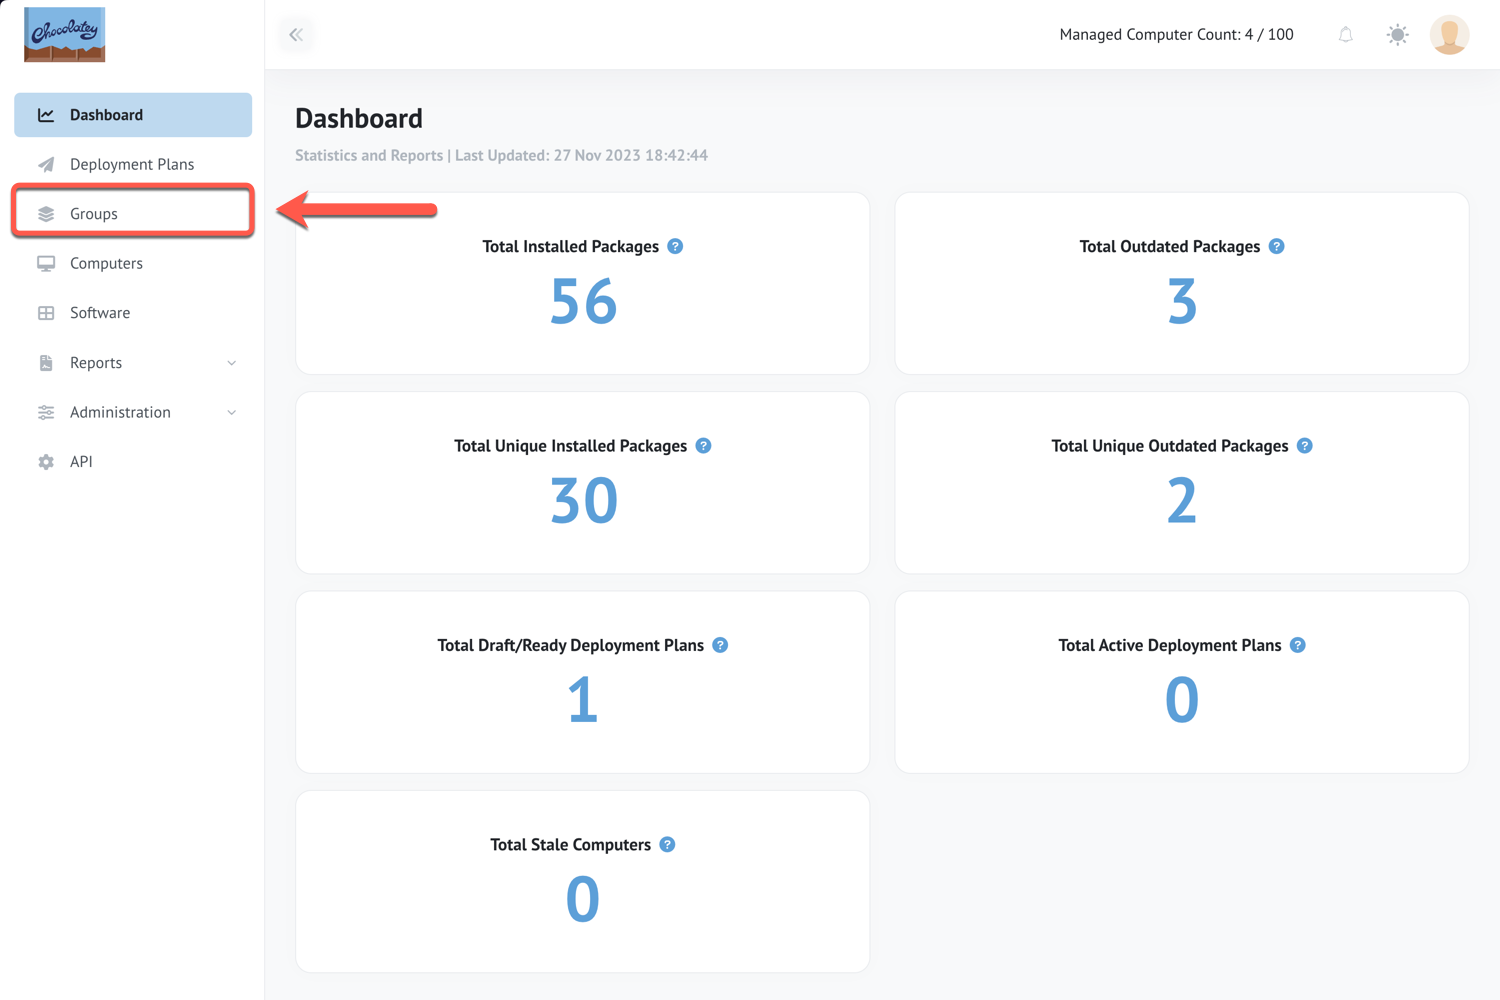 Chocolatey
Managed Computer Count: 4 / 100
Dashboard
Deployment Plans
Groups
Computers
Software
Reports
Administration
API
Dashboard
Statistics and Reports | Last Updated: 27 Nov 2023 18:42:44
Total Installed Packages ?
56
Total Outdated Packages ?
3
Total Unique Installed Packages ?
30
Total Unique Outdated Packages ?
2
Total Draft/Ready Deployment Plans ?
1
Total Active Deployment Plans ?
0
Total Stale Computers ?
0